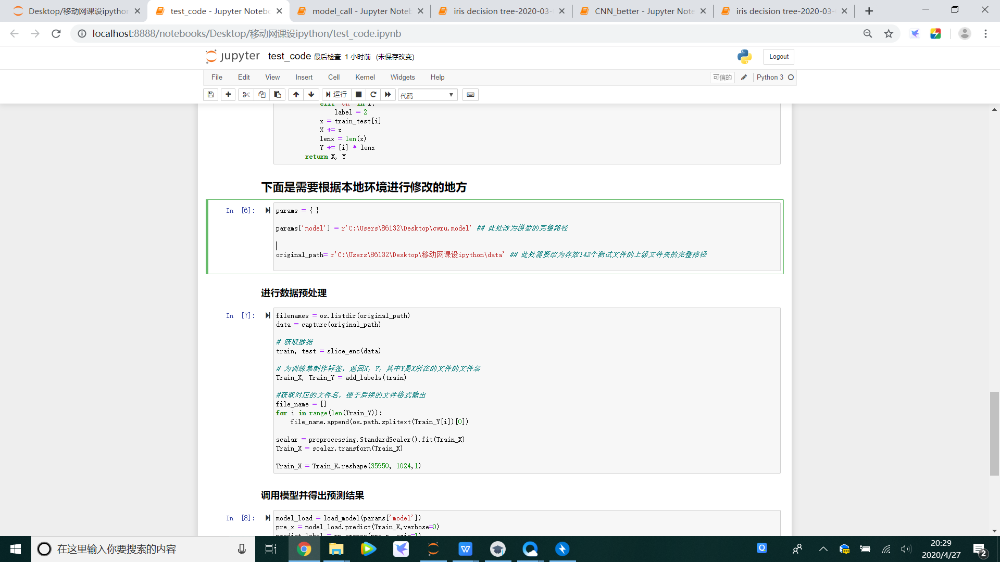 Desktop/移动网课设ipython
test_code - Jupyter Notebo
model_call - Jupyter Noteb
iris decision tree-2020-03-
CNN_better - Jupyter Note
iris decision tree-2020-03-
localhost:8888/notebooks/Desktop/移动网课设ipython/test_code.ipynb
jupyter test_code 最后检查: 1 小时前 (未保存改变)
Logout
File Edit View Insert Cell Kernel Widgets Help
可信的 Python 3
运行 代码
elif "OR" in i:
label = 2
x = train_test[i]
X += x
lenx = len(x)
Y += [i] * lenx
return X, Y
下面是需要根据本地环境进行修改的地方
In [6]:
params = { }
params['model'] = r'C:\Users\86132\Desktop\cwru.model' ## 此处改为模型的完整路径
original_path= r'C:\Users\86132\Desktop\移动网课设ipython\data' ## 此处需要改为存放142个测试文件的上级文件夹的完整路径
进行数据预处理
In [7]:
filenames = os.listdir(original_path)
data = capture(original_path)
# 获取数据
train, test = slice_enc(data)
# 为训练集制作标签，返回X，Y，其中Y是X所在的文件的文件名
Train_X, Train_Y = add_labels(train)
#获取对应的文件名，便于后续的文件格式输出
file_name = []
for i in range(len(Train_Y)):
file_name.append(os.path.splitext(Train_Y[i])[0])
scalar = preprocessing.StandardScaler().fit(Train_X)
Train_X = scalar.transform(Train_X)
Train_X = Train_X.reshape(35950, 1024,1)
调用模型并得出预测结果
In [8]:
model_load = load_model(params['model'])
pre_x = model_load.predict(Train_X,verbose=0)
predict_label = np.argmax(pre_x, axis=1)
在这里输入你要搜索的内容
20:29
2020/4/27
2